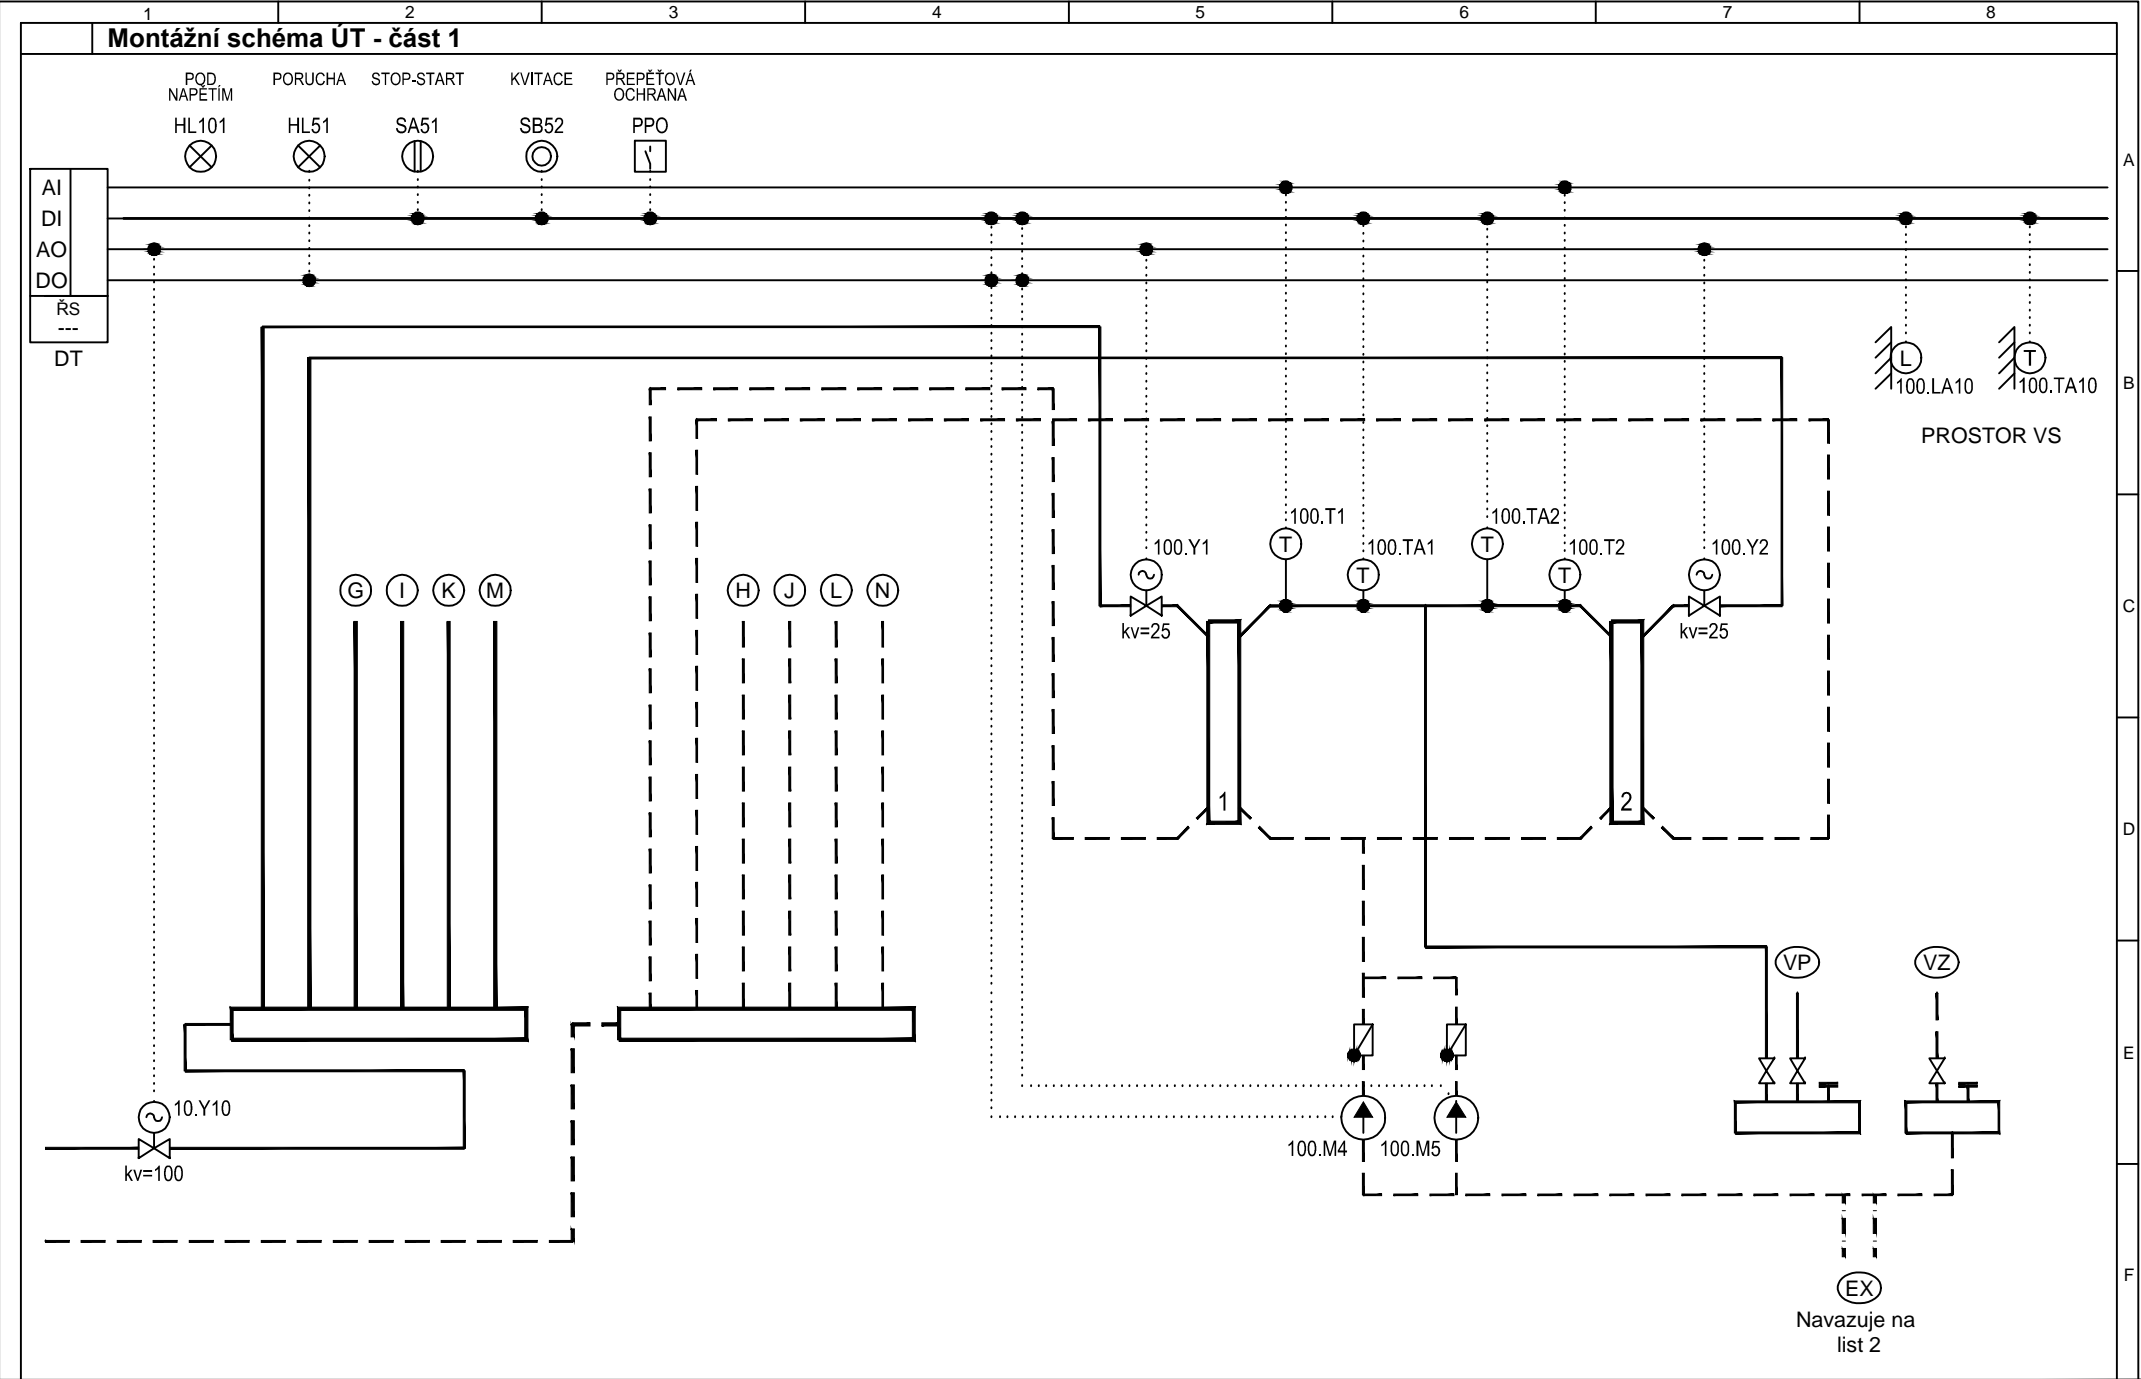 1 2 3 4 5 6 7 8
Montážní schéma ÚT - část 1
POD NAPĚTÍM
PORUCHA
STOP-START
KVITACE
PŘEPĚŤOVÁ OCHRANA
HL101 HL51 SA51 SB52 PPO
A
AI
DI
AO
DO
ŘS
---
DT
L T
100.LA10 100.TA10
B
PROSTOR VS
100.T1 100.TA2
T T
100.Y1 100.TA1 100.T2 100.Y2
T T
G I K M H J L N
C
kv=25 kv=25
1 2
D
VP VZ
E
10.Y10
100.M4 100.M5
kv=100
F
EX
Navazuje na
list 2